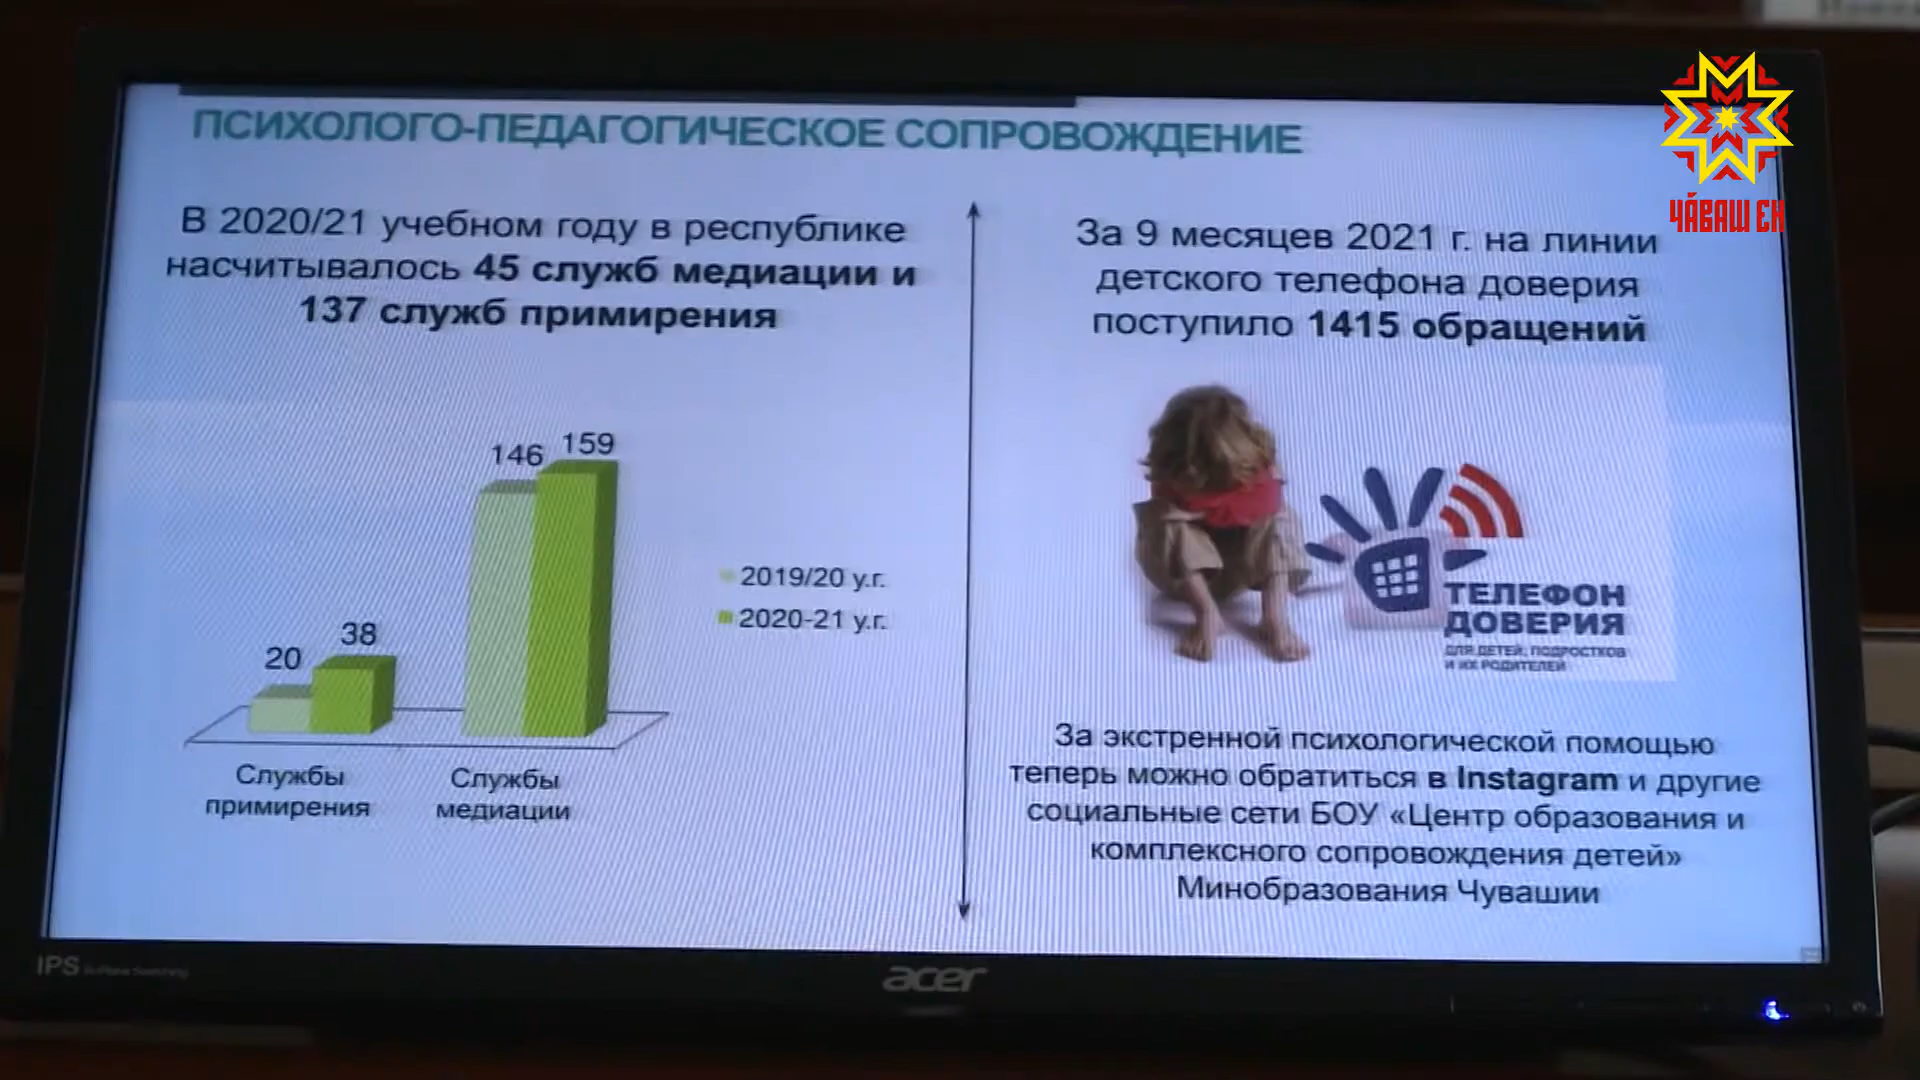 ЧӐВАШ ЕН
ПСИХОЛОГО-ПЕДАГОГИЧЕСКОЕ СОПРОВОЖДЕНИЕ
В 2020/21 учебном году в республике
насчитывалось 45 служб медиации и
137 служб примирения
146
159
20
38
2019/20 у.г.
2020-21 у.г.
Службы
примирения
Службы
медиации
За 9 месяцев 2021 г. на линии
детского телефона доверия
поступило 1415 обращений
ТЕЛЕФОН
ДОВЕРИЯ
ДЛЯ ДЕТЕЙ, ПОДРОСТКОВ
И ИХ РОДИТЕЛЕЙ
За экстренной психологической помощью
теперь можно обратиться в Instagram и другие
социальные сети БОУ «Центр образования и
комплексного сопровождения детей»
Минобразования Чувашии
IPS
acer